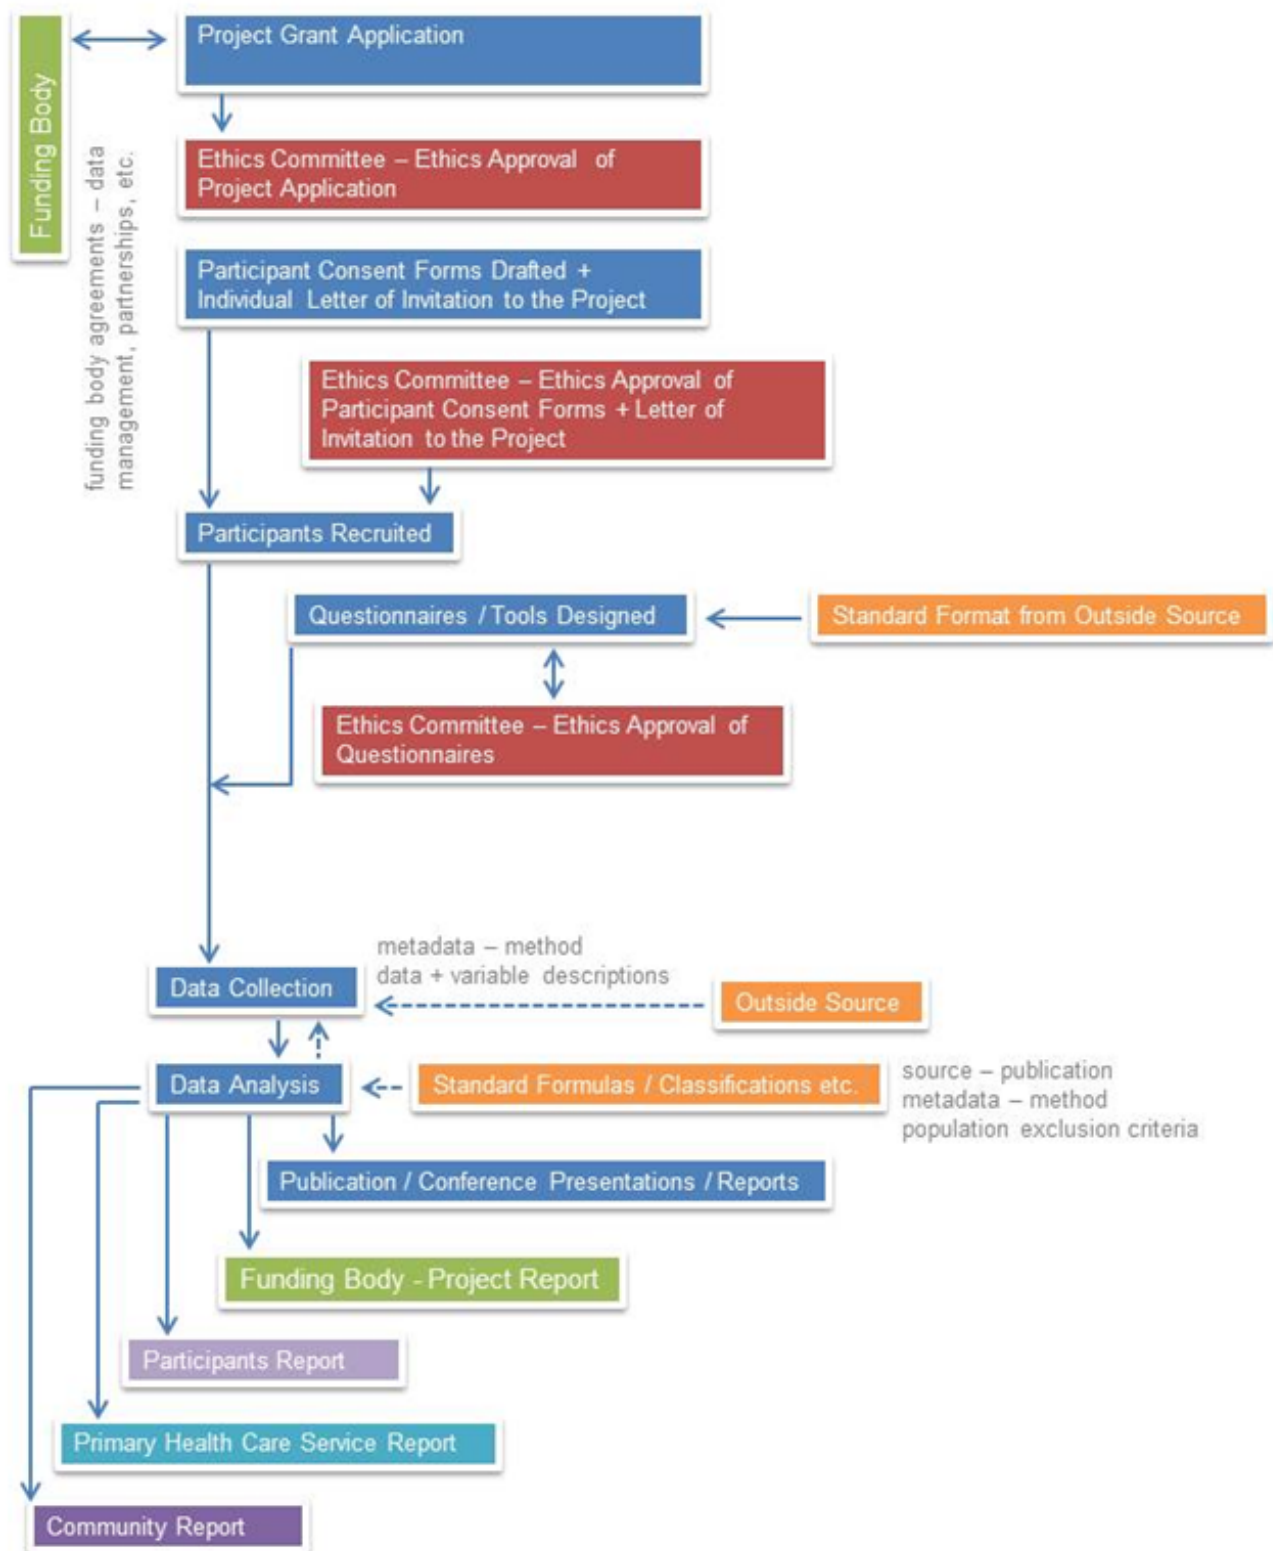 Funding Body
Project Grant Application
funding body agreements – data
management, partnerships, etc.
Ethics Committee – Ethics Approval of
Project Application
Participant Consent Forms Drafted +
Individual Letter of Invitation to the Project
Ethics Committee – Ethics Approval of
Participant Consent Forms + Letter of
Invitation to the Project
Participants Recruited
Questionnaires / Tools Designed
Standard Format from Outside Source
Ethics Committee – Ethics Approval of
Questionnaires
metadata – method
data + variable descriptions
Data Collection
Outside Source
Data Analysis
Standard Formulas / Classifications etc.
source – publication
metadata – method
population exclusion criteria
Publication / Conference Presentations / Reports
Funding Body - Project Report
Participants Report
Primary Health Care Service Report
Community Report